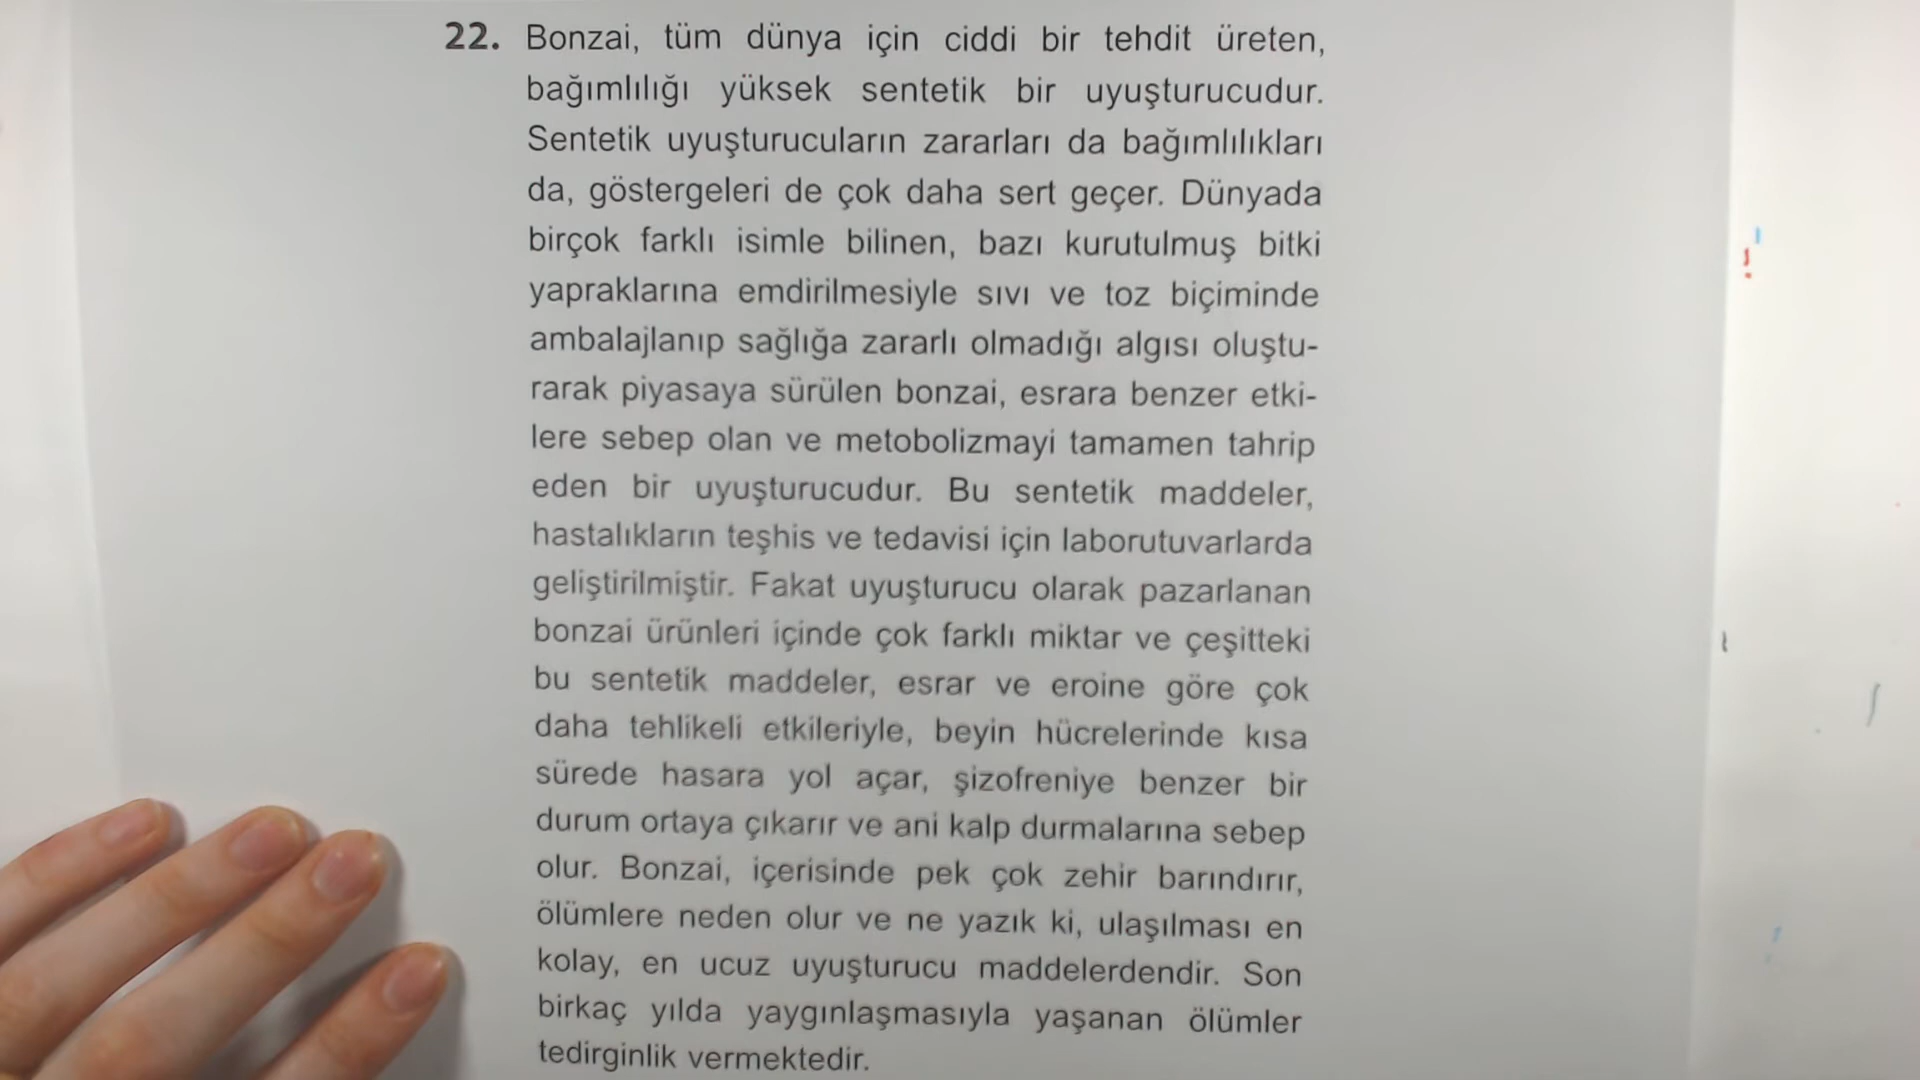 22. Bonzai, tüm dünya için ciddi bir tehdit üreten,
bağımlılığı yüksek sentetik bir uyuşturucudur.
Sentetik uyuşturucuların zararları da bağımlılıkları
da, göstergeleri de çok daha sert geçer. Dünyada
birçok farklı isimle bilinen, bazı kurutulmuş bitki
yapraklarına emdirilmesiyle sıvı ve toz biçiminde
ambalajlanıp sağlığa zararlı olmadığı algısı oluştu-
rarak piyasaya sürülen bonzai, esrara benzer etki-
lere sebep olan ve metobolizmayi tamamen tahrip
eden bir uyuşturucudur. Bu sentetik maddeler,
hastalıkların teşhis ve tedavisi için laborutuvarlarda
geliştirilmiştir. Fakat uyuşturucu olarak pazarlanan
bonzai ürünleri içinde çok farklı miktar ve çeşitteki
bu sentetik maddeler, esrar ve eroine göre çok
daha tehlikeli etkileriyle, beyin hücrelerinde kısa
sürede hasara yol açar, şizofreniye benzer bir
durum ortaya çıkarır ve ani kalp durmalarına sebep
olur. Bonzai, içerisinde pek çok zehir barındırır,
ölümlere neden olur ve ne yazık ki, ulaşılması en
kolay, en ucuz uyuşturucu maddelerdendir. Son
birkaç yılda yaygınlaşmasıyla yaşanan ölümler
tedirginlik vermektedir.